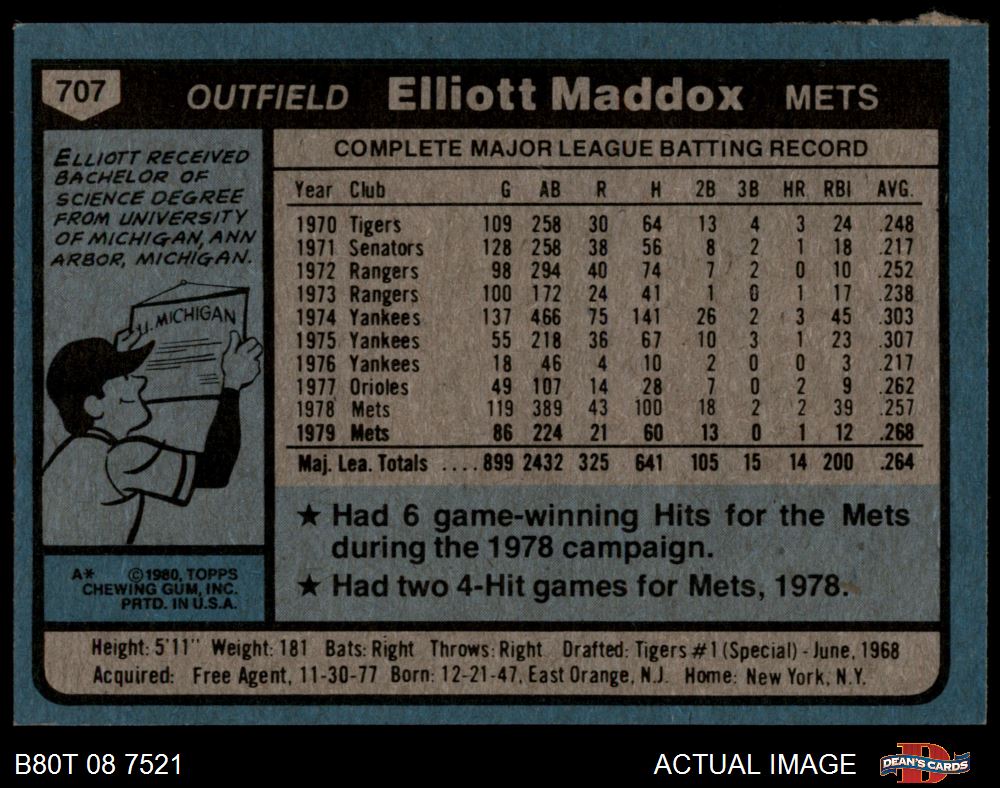 707 OUTFIELD Elliott Maddox METS
ELLIOTT RECEIVED
BACHELOR OF
SCIENCE DEGREE
FROM UNIVERSITY
OF MICHIGAN, ANN
ARBOR, MICHIGAN.
U. MICHIGAN
A* ©1980, TOPPS
CHEWING GUM, INC.
PRTD. IN U.S.A.
COMPLETE MAJOR LEAGUE BATTING RECORD
Year Club G AB R H 2B 3B HR RBI AVG.
1970 Tigers 109 258 30 64 13 4 3 24 .248
1971 Senators 128 258 38 56 8 2 1 18 .217
1972 Rangers 98 294 40 74 7 2 0 10 .252
1973 Rangers 100 172 24 41 1 0 1 17 .238
1974 Yankees 137 466 75 141 26 2 3 45 .303
1975 Yankees 55 218 36 67 10 3 1 23 .307
1976 Yankees 18 46 4 10 2 0 0 3 .217
1977 Orioles 49 107 14 28 7 0 2 9 .262
1978 Mets 119 389 43 100 18 2 2 39 .257
1979 Mets 86 224 21 60 13 0 1 12 .268
Maj. Lea. Totals ....899 2432 325 641 105 15 14 200 .264
★ Had 6 game-winning Hits for the Mets
during the 1978 campaign.
★ Had two 4-Hit games for Mets, 1978.
Height: 5'11" Weight: 181 Bats: Right Throws: Right Drafted: Tigers #1 (Special) - June, 1968
Acquired: Free Agent, 11-30-77 Born: 12-21-47, East Orange, N.J. Home: New York, N.Y.
B80T 08 7521 ACTUAL IMAGE DEAN'S CARDS